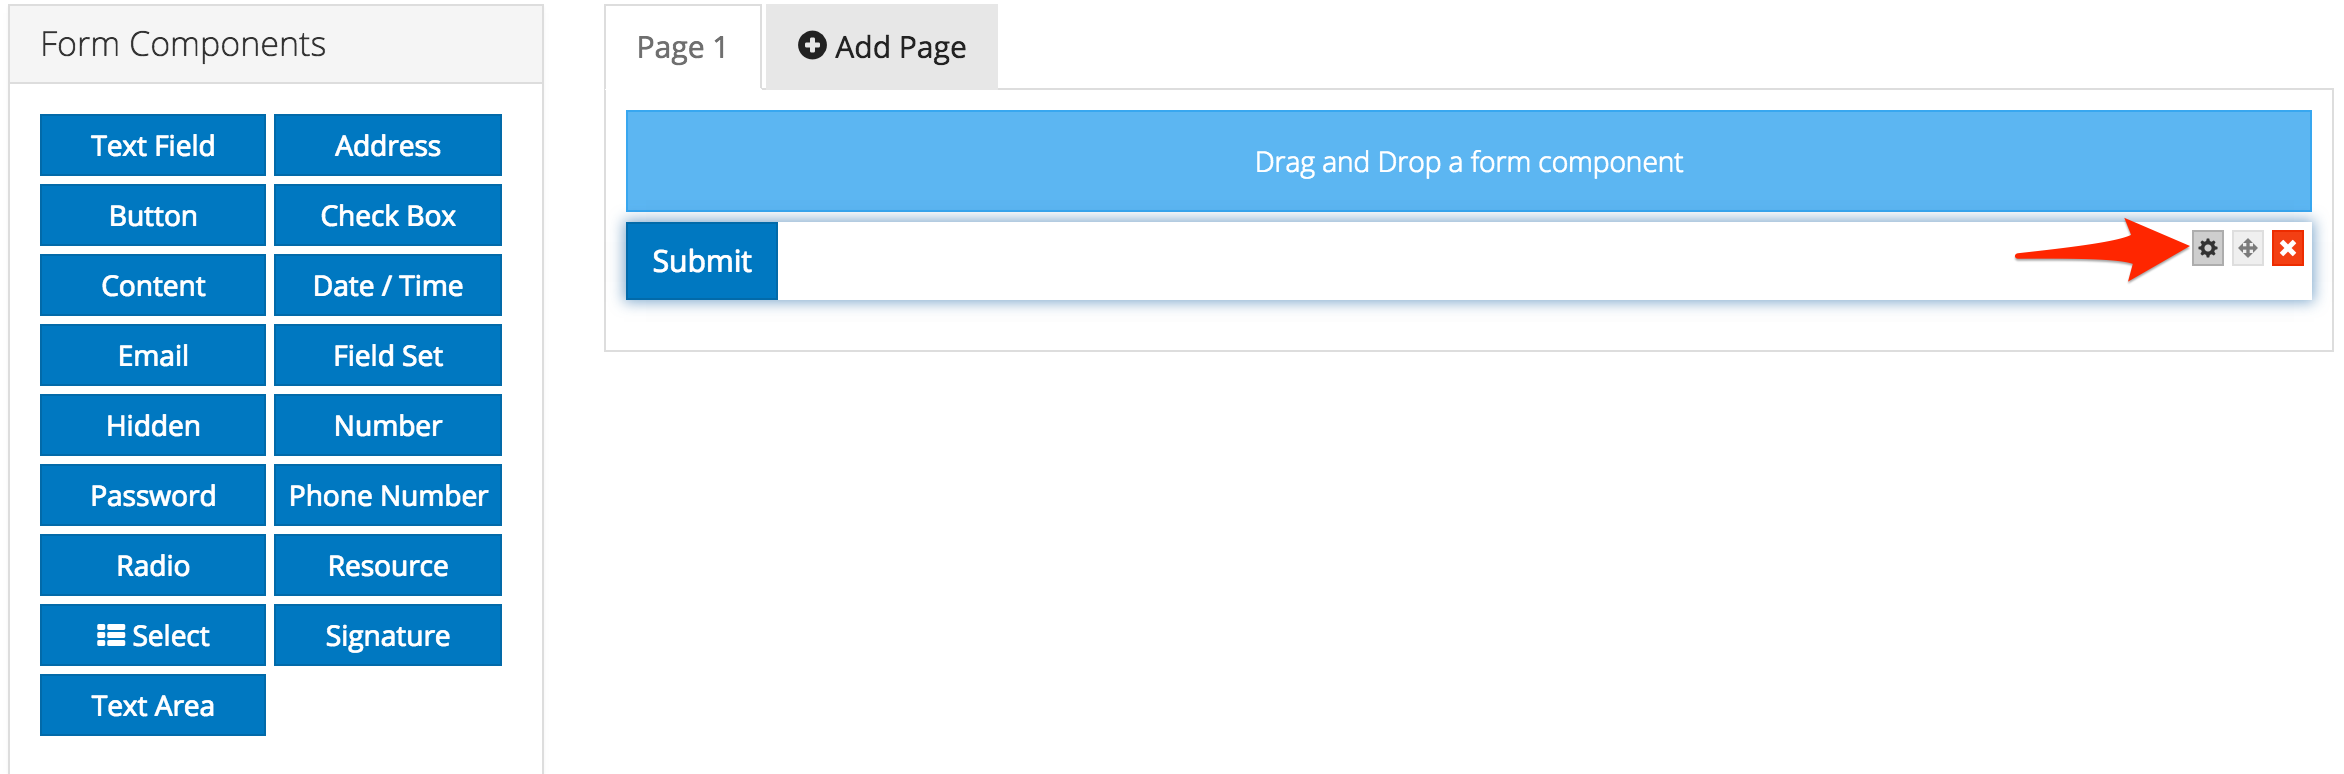 Form Components
Text Field
Address
Button
Check Box
Content
Date / Time
Email
Field Set
Hidden
Number
Password
Phone Number
Radio
Resource
Select
Signature
Text Area
Page 1
Add Page
Drag and Drop a form component
Submit